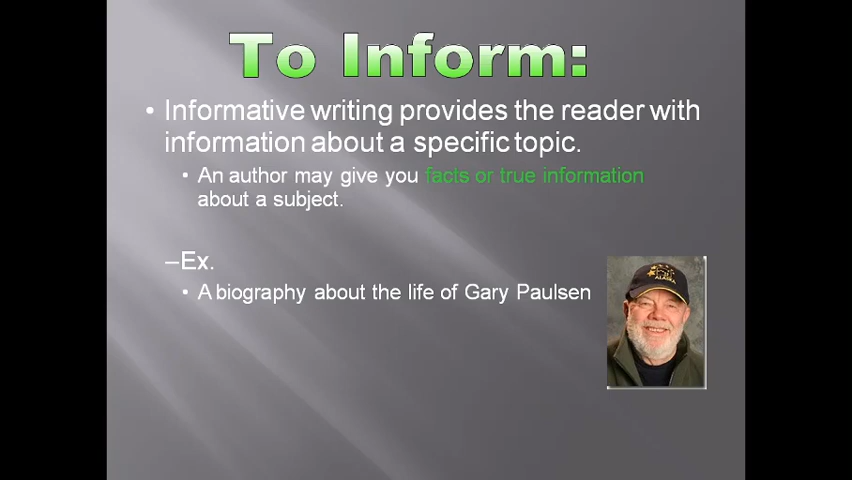 To Inform:
• Informative writing provides the reader with
information about a specific topic.
• An author may give you facts or true information
about a subject.
–Ex.
• A biography about the life of Gary Paulsen
ALASKA